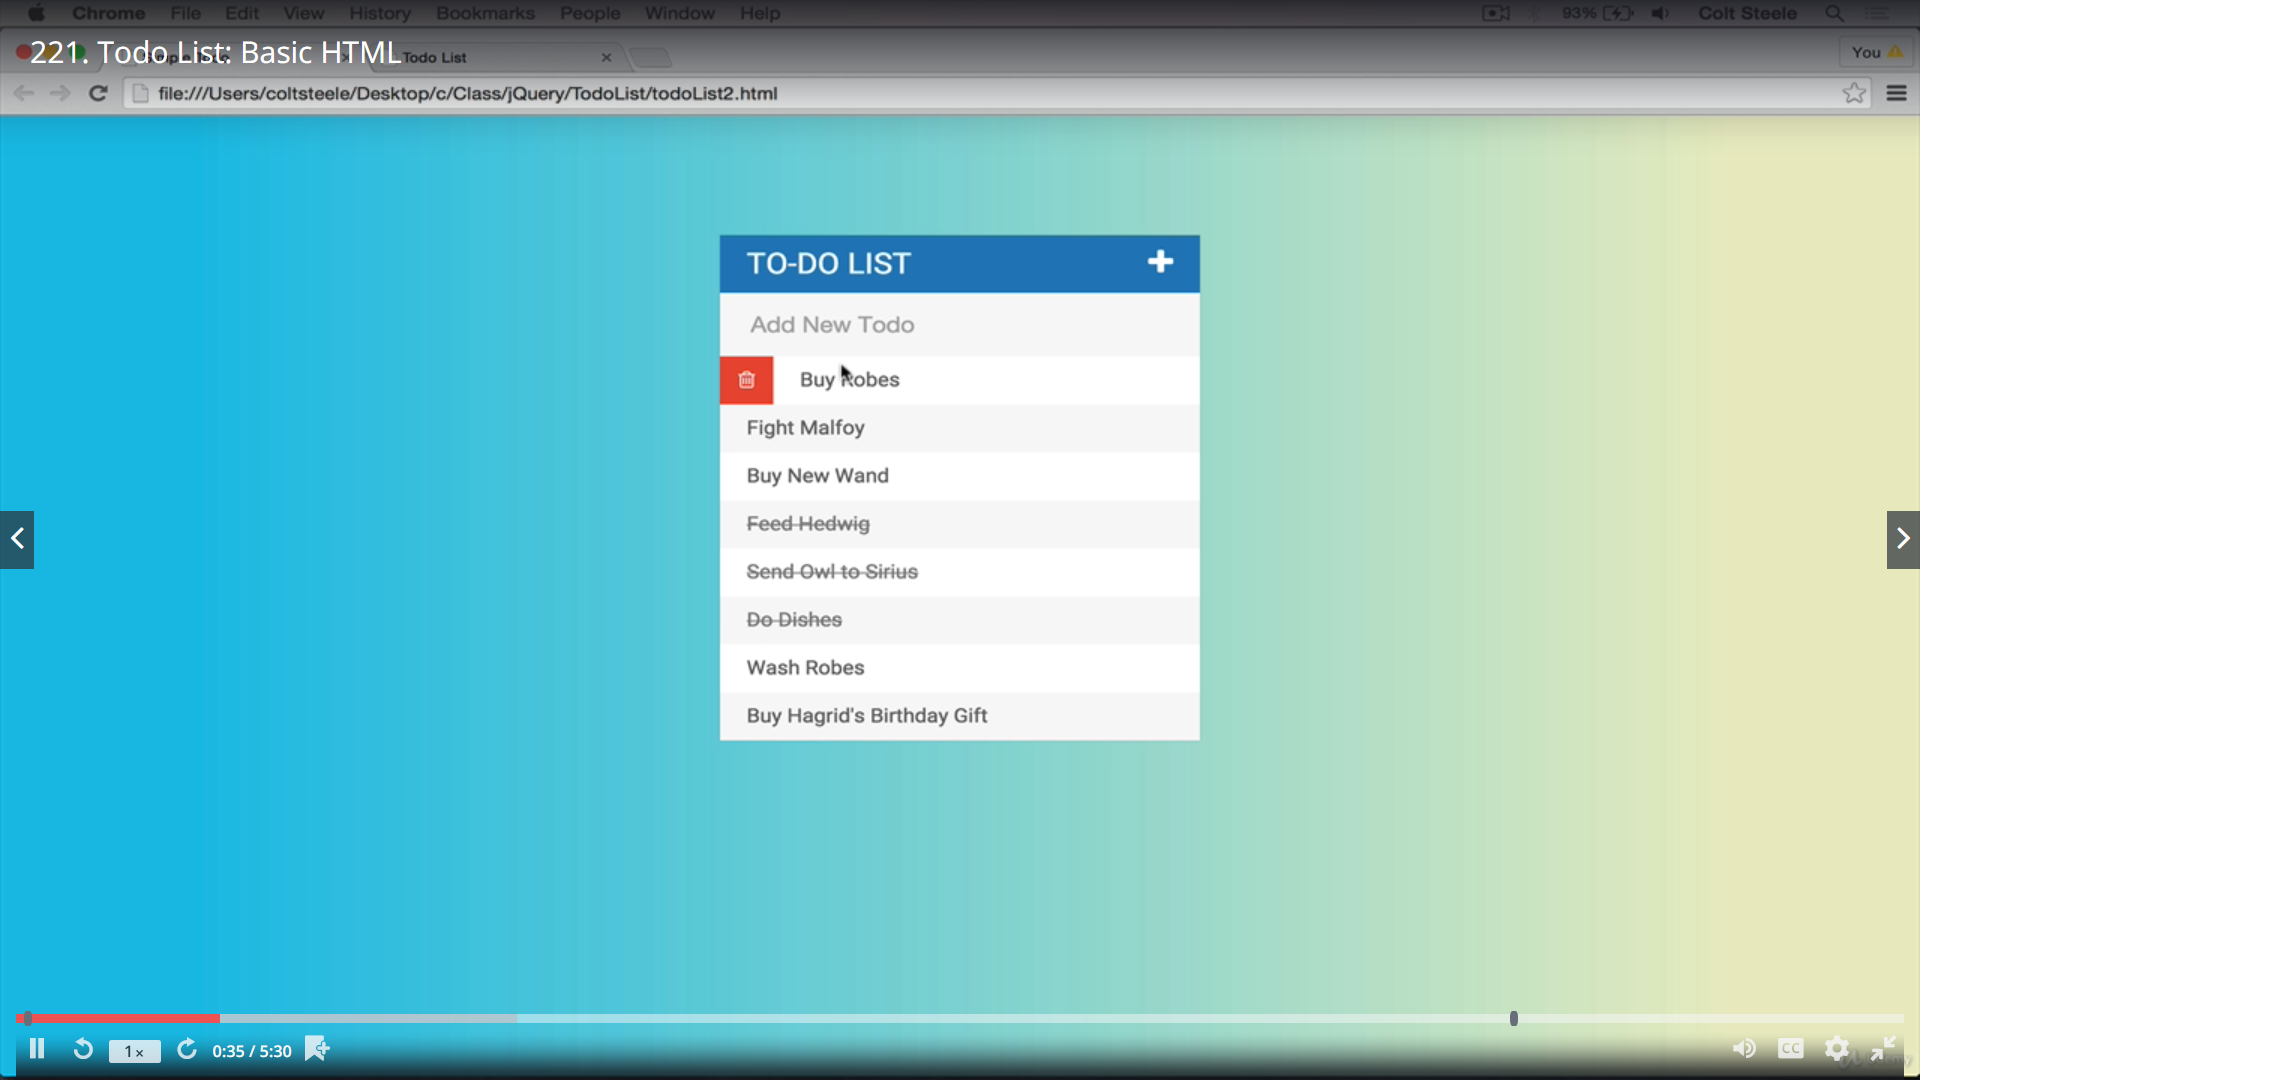 Chrome File Edit View History Bookmarks People Window Help 93% Colt Steele
221. Todo List: Basic HTML
Todo List
You
file:///Users/coltsteele/Desktop/c/Class/jQuery/TodoList/todoList2.html
TO-DO LIST
Add New Todo
Buy Robes
Fight Malfoy
Buy New Wand
Feed Hedwig
Send Owl to Sirius
Do Dishes
Wash Robes
Buy Hagrid's Birthday Gift
1x
0:35 / 5:30
CC